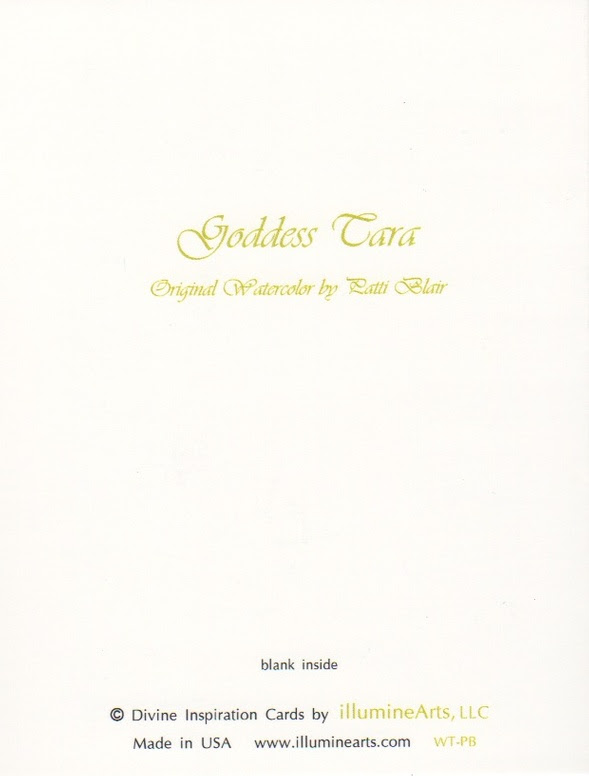 Goddess Tara
Original Watercolor by Patti Blair
blank inside
© Divine Inspiration Cards by illumineArts, LLC
Made in USA www.illuminearts.com WT-PB